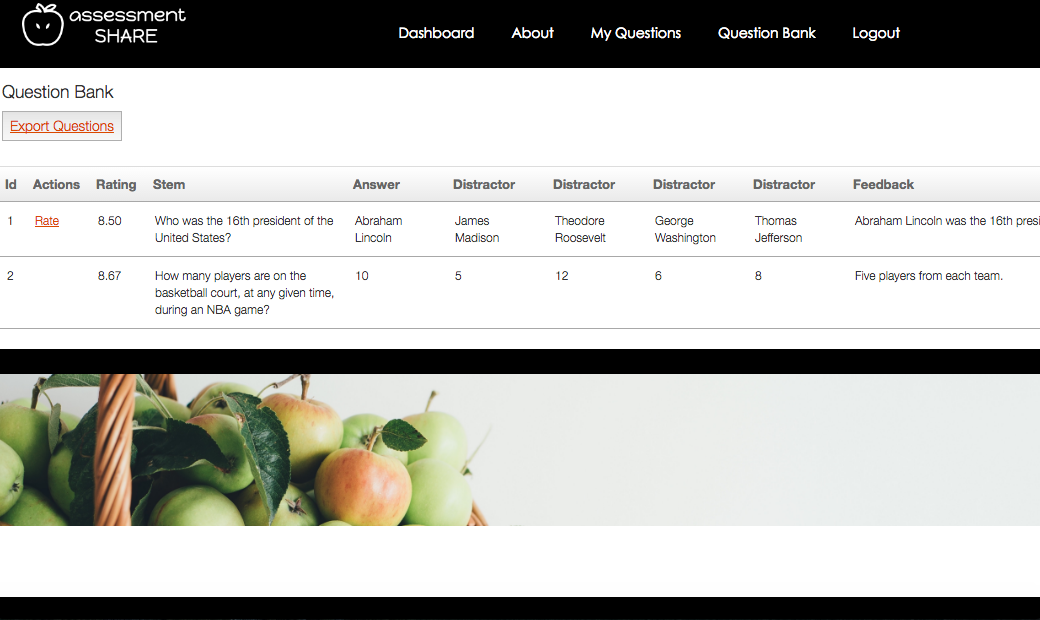 assessment
SHARE
Dashboard About My Questions Question Bank Logout
Question Bank
Export Questions
Id Actions Rating Stem Answer Distractor Distractor Distractor Distractor Feedback
1 Rate 8.50 Who was the 16th president of the Abraham James Theodore George Thomas Abraham Lincoln was the 16th presi
United States? Lincoln Madison Roosevelt Washington Jefferson
2 8.67 How many players are on the 10 5 12 6 8 Five players from each team.
basketball court, at any given time,
during an NBA game?